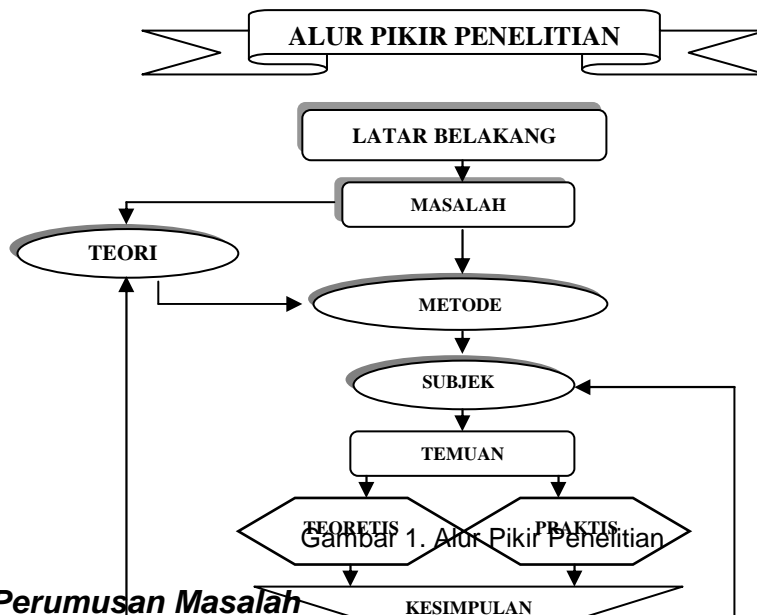 ALUR PIKIR PENELITIAN
LATAR BELAKANG
MASALAH
TEORI
METODE
SUBJEK
TEMUAN
TEORETIS
PRAKTIS
Gambar 1. Alur Pikir Penelitian
Perumusan Masalah
KESIMPULAN